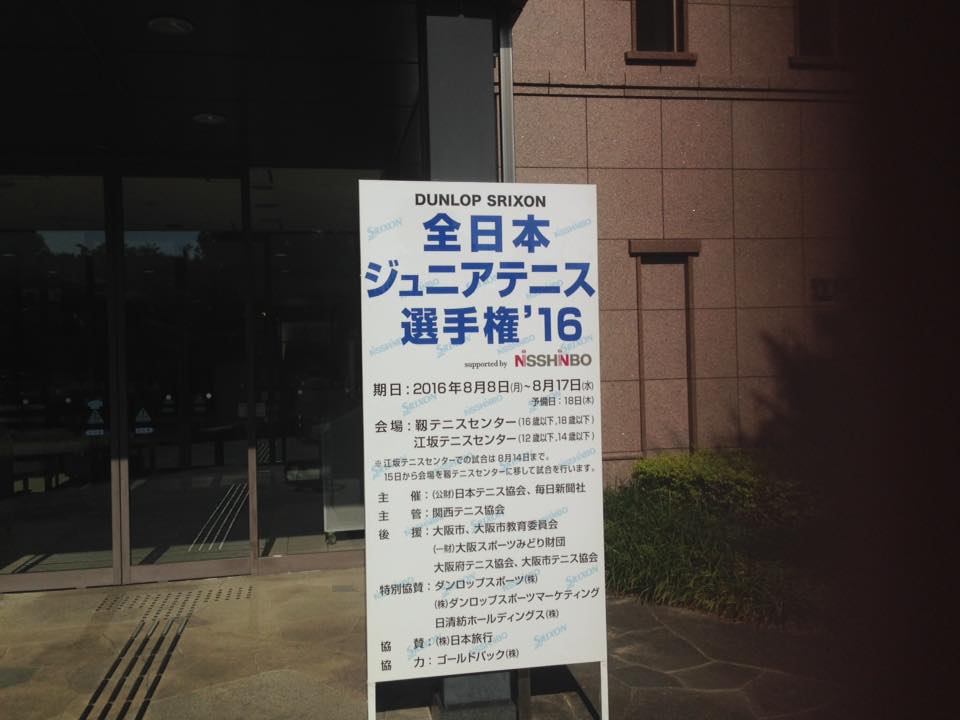 DUNLOP SRIXON
全日本
ジュニアテニス
選手権'16
supported by NISSHINBO
期日：2016年8月8日(月)~8月17日(水)
予備日：18日(木)
会場：靱テニスセンター(16歳以下,18歳以下)
江坂テニスセンター(12歳以下,14歳以下)
※江坂テニスセンターでの試合は8月14日まで。
15日から会場を靱テニスセンターに移して試合を行います。
主　催：(公財)日本テニス協会、毎日新聞社
主　管：関西テニス協会
後　援：大阪市、大阪市教育委員会
(一財)大阪スポーツみどり財団
大阪府テニス協会、大阪市テニス協会
特別協賛：ダンロップスポーツ(株)
(株)ダンロップスポーツマーケティング
日清紡ホールディングス(株)
協　賛：(株)日本旅行
協　力：ゴールドパック(株)